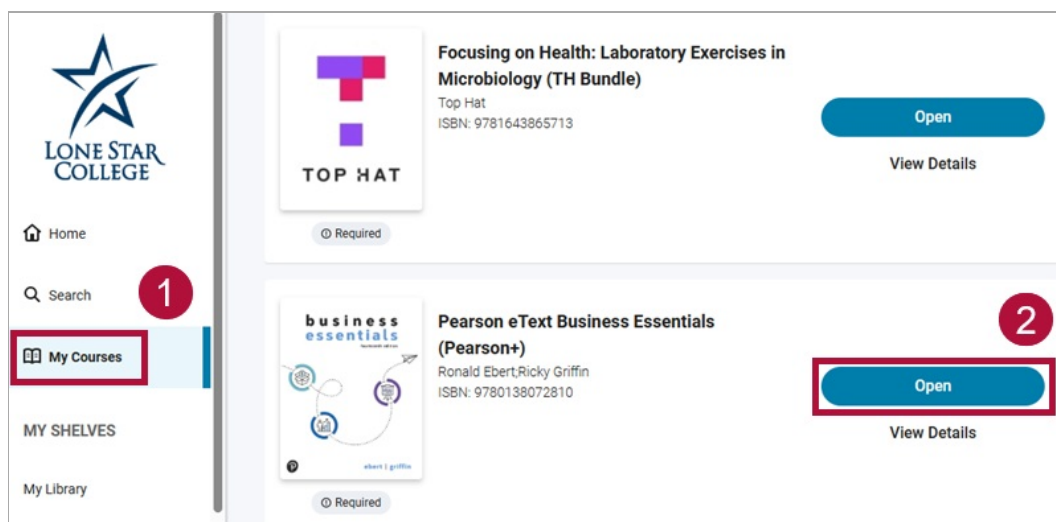 LONE STAR
COLLEGE
Home
Search
1
My Courses
MY SHELVES
My Library
TOP HAT
Required
Focusing on Health: Laboratory Exercises in
Microbiology (TH Bundle)
Top Hat
ISBN: 9781643865713
Open
View Details
business
essentials
ebert | griffin
Required
Pearson eText Business Essentials
(Pearson+)
Ronald Ebert;Ricky Griffin
ISBN: 9780138072810
2
Open
View Details